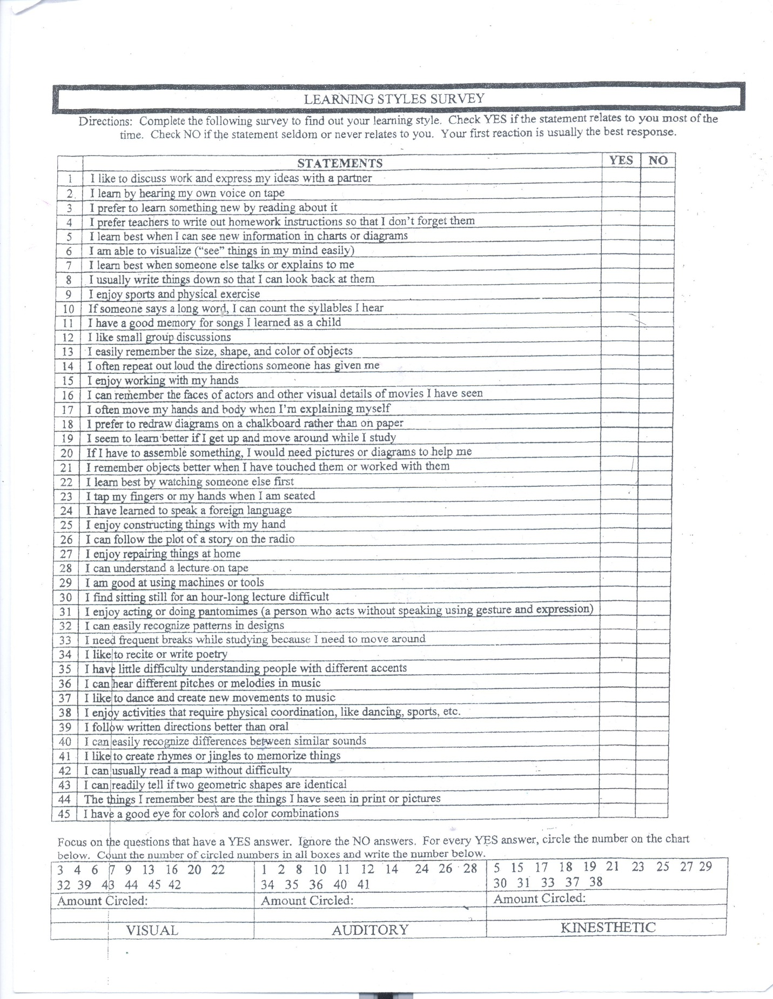 LEARNING STYLES SURVEY
Directions: Complete the following survey to find out your learning style. Check YES if the statement relates to you most of the
time. Check NO if the statement seldom or never relates to you. Your first reaction is usually the best response.
STATEMENTS YES NO
1 I like to discuss work and express my ideas with a partner
2. I learn by hearing my own voice on tape
3 I prefer to learn something new by reading about it
4 I prefer teachers to write out homework instructions so that I don't forget them
5 I learn best when I can see new information in charts or diagrams
6 I am able to visualize ("see" things in my mind easily)
7 I learn best when someone else talks or explains to me
8 I usually write things down so that I can look back at them
9 I enjoy sports and physical exercise
10 If someone says a long word, I can count the syllables I hear
11 I have a good memory for songs I learned as a child
12 I like small group discussions
13 I easily remember the size, shape, and color of objects
14 I often repeat out loud the directions someone has given me
15 I enjoy working with my hands
16 I can remember the faces of actors and other visual details of movies I have seen
17 I often move my hands and body when I'm explaining myself
18 I prefer to redraw diagrams on a chalkboard rather than on paper
19 I seem to learn better if I get up and move around while I study
20 If I have to assemble something, I would need pictures or diagrams to help me
21 I remember objects better when I have touched them or worked with them
22 I learn best by watching someone else first
23 I tap my fingers or my hands when I am seated
24 I have learned to speak a foreign language
25 I enjoy constructing things with my hand
26 I can follow the plot of a story on the radio
27 I enjoy repairing things at home
28 I can understand a lecture on tape
29 I am good at using machines or tools
30 I find sitting still for an hour-long lecture difficult
31 I enjoy acting or doing pantomimes (a person who acts without speaking using gesture and expression)
32 I can easily recognize patterns in designs
33 I need frequent breaks while studying because I need to move around
34 I like to recite or write poetry
35 I have little difficulty understanding people with different accents
36 I can hear different pitches or melodies in music
37 I like to dance and create new movements to music
38 I enjoy activities that require physical coordination, like dancing, sports, etc.
39 I follow written directions better than oral
40 I can easily recognize differences between similar sounds
41 I like to create rhymes or jingles to memorize things
42 I can usually read a map without difficulty
43 I can readily tell if two geometric shapes are identical
44 The things I remember best are the things I have seen in print or pictures
45 I have a good eye for colors and color combinations
Focus on the questions that have a YES answer. Ignore the NO answers. For every YES answer, circle the number on the chart
below. Count the number of circled numbers in all boxes and write the number below.
3 4 6 7 9 13 16 20 22 1 2 8 10 11 12 14 24 26 28 5 15 17 18 19 21 23 25 27 29
32 39 43 44 45 42 34 35 36 40 41 30 31 33 37 38
Amount Circled: Amount Circled: Amount Circled:
VISUAL AUDITORY KINESTHETIC